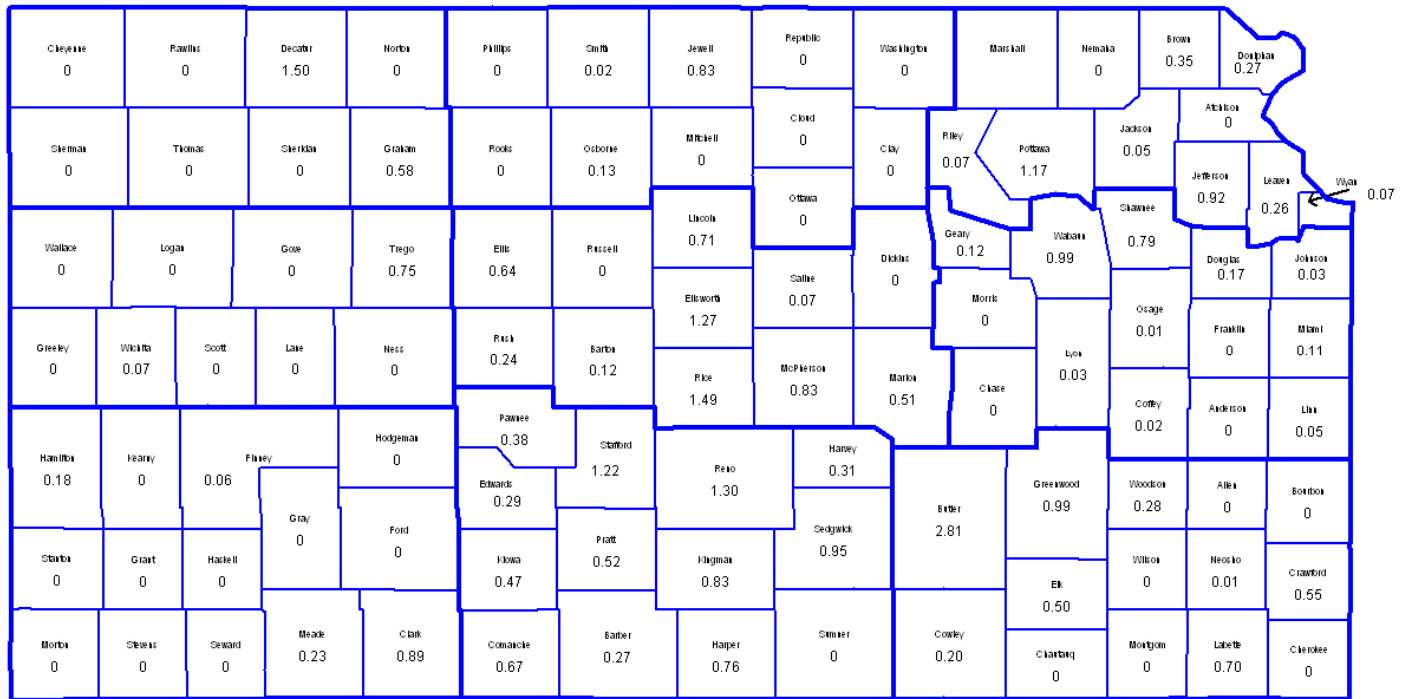 Cheyenne
0
Rawlins
0
Decatur
1.50
Norton
0
Phillips
0
Smith
0.02
Jewell
0.83
Republic
0
Washington
0
Marshall
Nemaha
0
Brown
0.35
Doniphan
0.27
Sherman
0
Thomas
0
Sheridan
0
Graham
0.58
Rooks
0
Osborne
0.13
Mitchell
0
Cloud
0
Clay
0
Riley
0.07
Pottawa
1.17
Jackson
0.05
Atchison
0
Jefferson
0.92
Leaven
0.26
Wyan
0.07
Ottawa
0
Wallace
0
Logan
0
Gove
0
Trego
0.75
Ellis
0.64
Russell
0
Lincoln
0.71
Saline
0.07
Dickins
0
Geary
0.12
Wabaun
0.99
Shawnee
0.79
Douglas
0.17
Johnson
0.03
Greeley
0
Wichita
0.07
Scott
0
Lane
0
Ness
0
Rush
0.24
Barton
0.12
Ellsworth
1.27
Rice
1.49
McPherson
0.83
Marion
0.51
Morris
0
Chase
0
Lyon
0.03
Osage
0.01
Franklin
0
Miami
0.11
Coffey
0.02
Anderson
0
Linn
0.05
Hamilton
0.18
Kearny
0
Finney
0.06
Hodgeman
0
Pawnee
0.38
Stafford
1.22
Reno
1.30
Harvey
0.31
Butler
2.81
Greenwood
0.99
Woodson
0.28
Allen
0
Bourbon
0
Gray
0
Ford
0
Edwards
0.29
Pratt
0.52
Sedgwick
0.95
Stanton
0
Grant
0
Haskell
0
Kiowa
0.47
Kingman
0.83
Elk
0.50
Wilson
0
Neosho
0.01
Crawford
0.55
Morton
0
Stevens
0
Seward
0
Meade
0.23
Clark
0.89
Comanche
0.67
Barber
0.27
Harper
0.76
Sumner
0
Cowley
0.20
Chautauq
0
Montgom
0
Labette
0.70
Cherokee
0